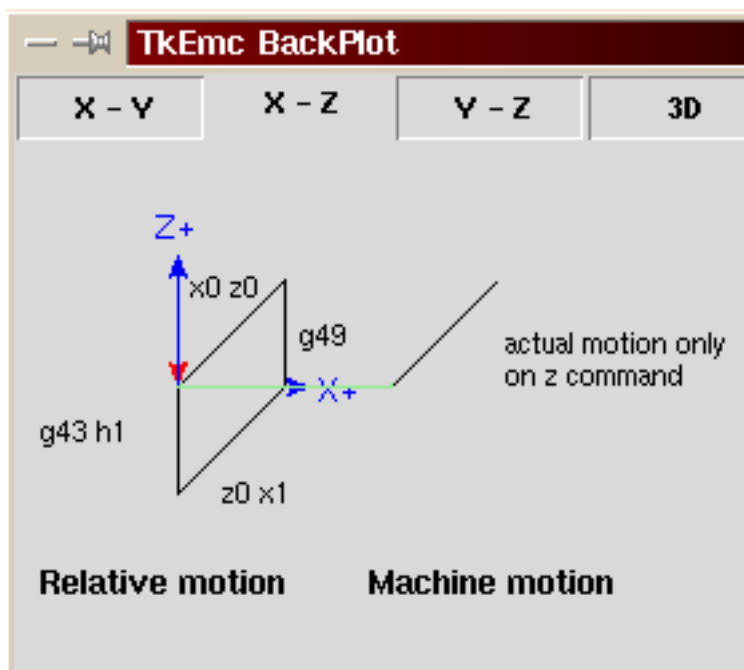 TkEmc BackPlot
X - Y
X - Z
Y - Z
3D
Z+
x0 z0
g49
actual motion only
on z command
X+
g43 h1
z0 x1
Relative motion
Machine motion